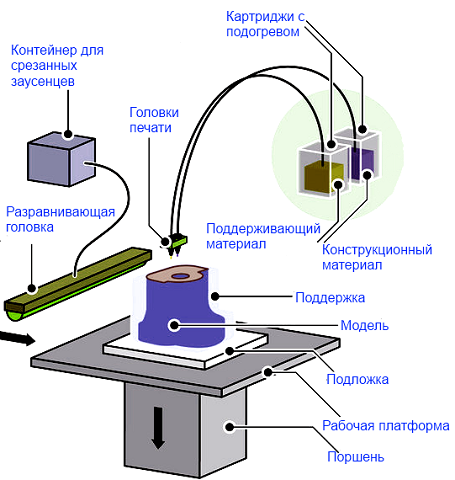 Картриджи с
подогревом
Контейнер для
срезанных
заусенцев
Головки
печати
Разравнивающая
головка
Поддерживающий
материал
Конструкционный
материал
Поддержка
Модель
Подложка
Рабочая платформа
Поршень